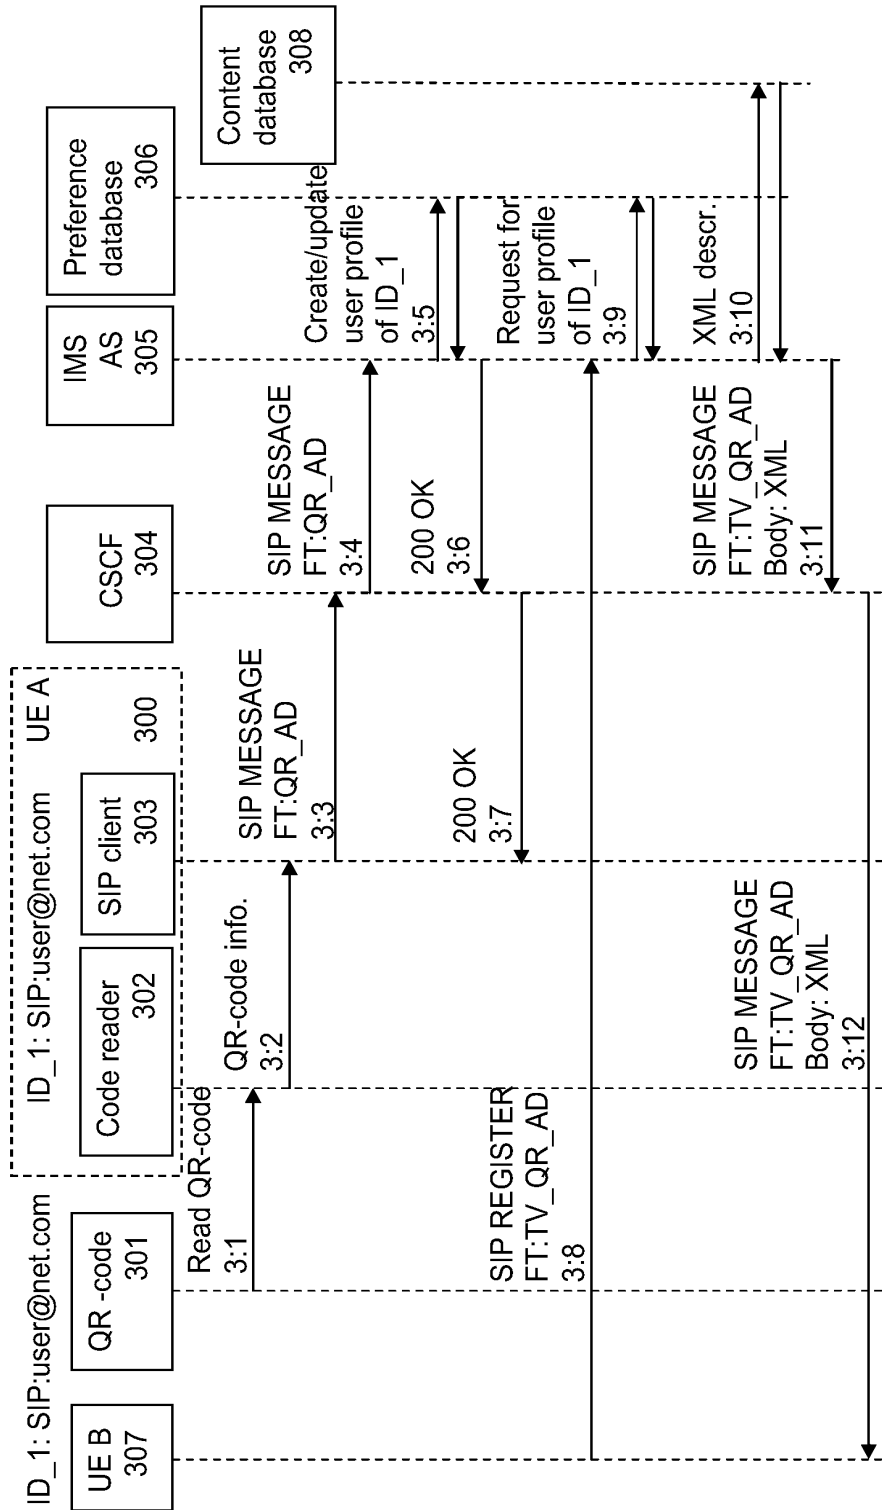 ID_1: SIP:user@net.com
UE B
307
QR -code
301
ID_1: SIP:user@net.com
UE A
300
Code reader
302
SIP client
303
CSCF
304
IMS
AS
305
Preference
database
306
Content
database
308
Read QR-code
3:1
QR-code info.
3:2
SIP MESSAGE
FT:QR_AD
3:3
SIP MESSAGE
FT:QR_AD
3:4
Create/update
user profile
of ID_1
3:5
200 OK
3:6
200 OK
3:7
SIP REGISTER
FT:TV_QR_AD
3:8
Request for
user profile
of ID_1
3:9
XML descr.
3:10
SIP MESSAGE
FT:TV_QR_AD
Body: XML
3:11
SIP MESSAGE
FT:TV_QR_AD
Body: XML
3:12